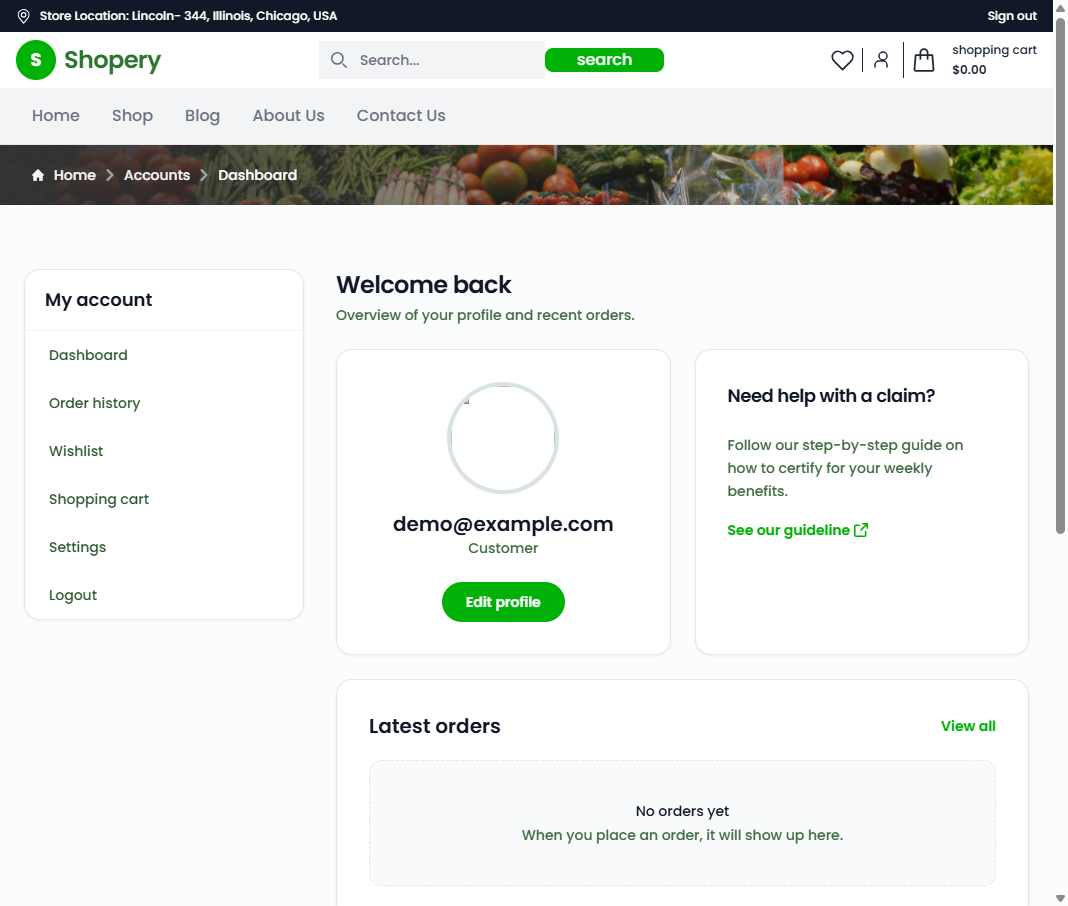 Store Location: Lincoln- 344, Illinois, Chicago, USA
Sign out
S
Shopery
Search...
search
shopping cart
$0.00
Home
Shop
Blog
About Us
Contact Us
Home
Accounts
Dashboard
My account
Dashboard
Order history
Wishlist
Shopping cart
Settings
Logout
Welcome back
Overview of your profile and recent orders.
demo@example.com
Customer
Edit profile
Need help with a claim?
Follow our step-by-step guide on
how to certify for your weekly
benefits.
See our guideline
Latest orders
View all
No orders yet
When you place an order, it will show up here.